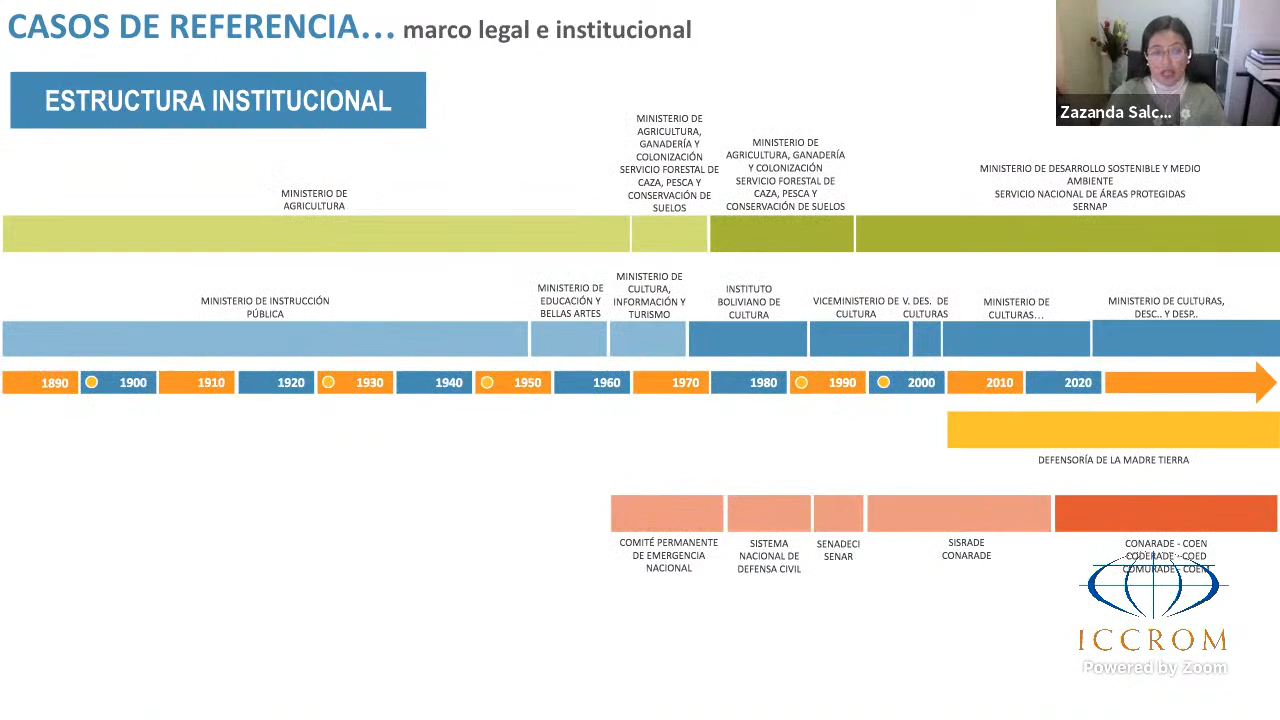 CASOS DE REFERENCIA... marco legal e institucional
Zazanda Salc...
ESTRUCTURA INSTITUCIONAL
MINISTERIO DE
AGRICULTURA
MINISTERIO DE
AGRICULTURA,
GANADERÍA Y
COLONIZACIÓN
SERVICIO FORESTAL DE
CAZA, PESCA Y
CONSERVACIÓN DE
SUELOS
MINISTERIO DE
AGRICULTURA, GANADERÍA
Y COLONIZACIÓN
SERVICIO FORESTAL DE
CAZA, PESCA Y
CONSERVACIÓN DE SUELOS
MINISTERIO DE DESARROLLO SOSTENIBLE Y MEDIO
AMBIENTE
SERVICIO NACIONAL DE ÁREAS PROTEGIDAS
SERNAP
MINISTERIO DE INSTRUCCIÓN
PÚBLICA
MINISTERIO DE
EDUCACIÓN Y
BELLAS ARTES
MINISTERIO DE
CULTURA,
INFORMACIÓN Y
TURISMO
INSTITUTO
BOLIVIANO DE
CULTURA
VICEMINISTERIO DE
CULTURA
V. DES. DE
CULTURAS
MINISTERIO DE
CULTURAS...
MINISTERIO DE CULTURAS,
DESC.. Y DESP..
1890 1900 1910 1920 1930 1940 1950 1960 1970 1980 1990 2000 2010 2020
DEFENSORÍA DE LA MADRE TIERRA
COMITÉ PERMANENTE
DE EMERGENCIA
NACIONAL
SISTEMA
NACIONAL DE
DEFENSA CIVIL
SENADECI
SENAR
SISRADE
CONARADE
CONARADE - COEN
CODERADE - COED
COMURADE - COEM
ICCROM
Powered by Zoom